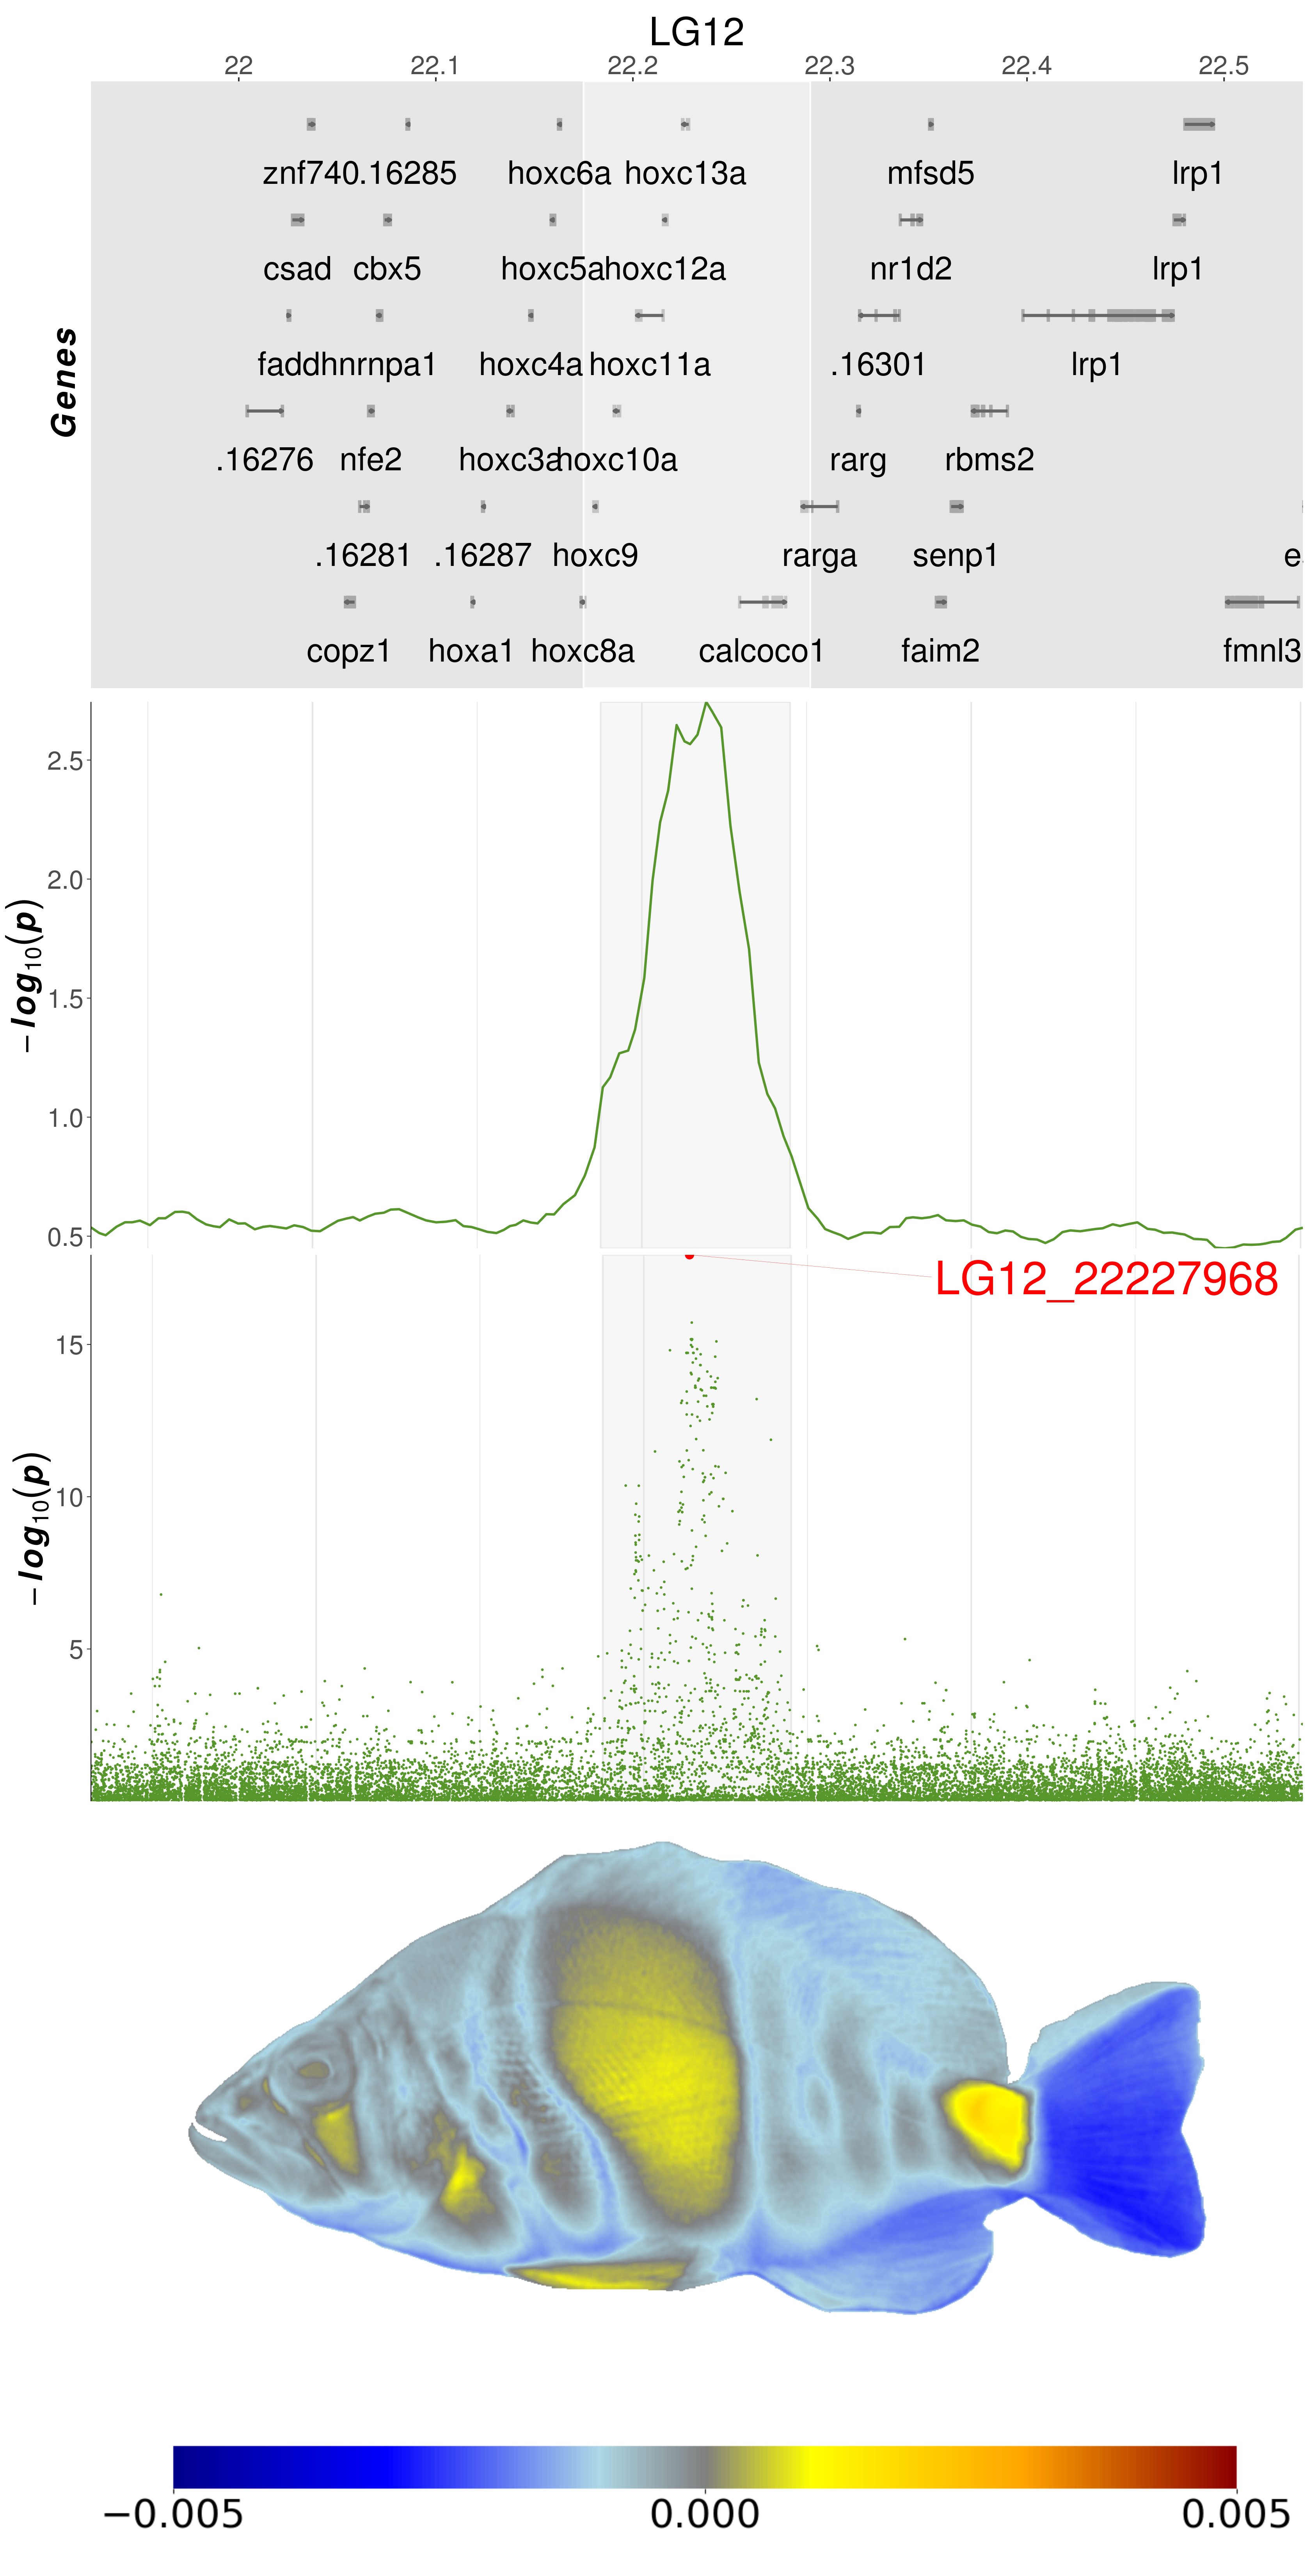 LG12
22 22.1 22.2 22.3 22.4 22.5
Genes
znf740.16285 hoxc6a hoxc13a mfsd5 lrp1
csad cbx5 hoxc5ahoxc12a nr1d2 lrp1
faddhnrnpa1 hoxc4a hoxc11a .16301 lrp1
.16276 nfe2 hoxc3ahoxc10a rarg rbms2
.16281 .16287 hoxc9 rarga senp1 e.
copz1 hoxa1 hoxc8a calcoco1 faim2 fmnl3
−log10(p)
2.5
2.0
1.5
1.0
0.5
LG12_22227968
−log10(p)
15
10
5
−0.005 0.000 0.005